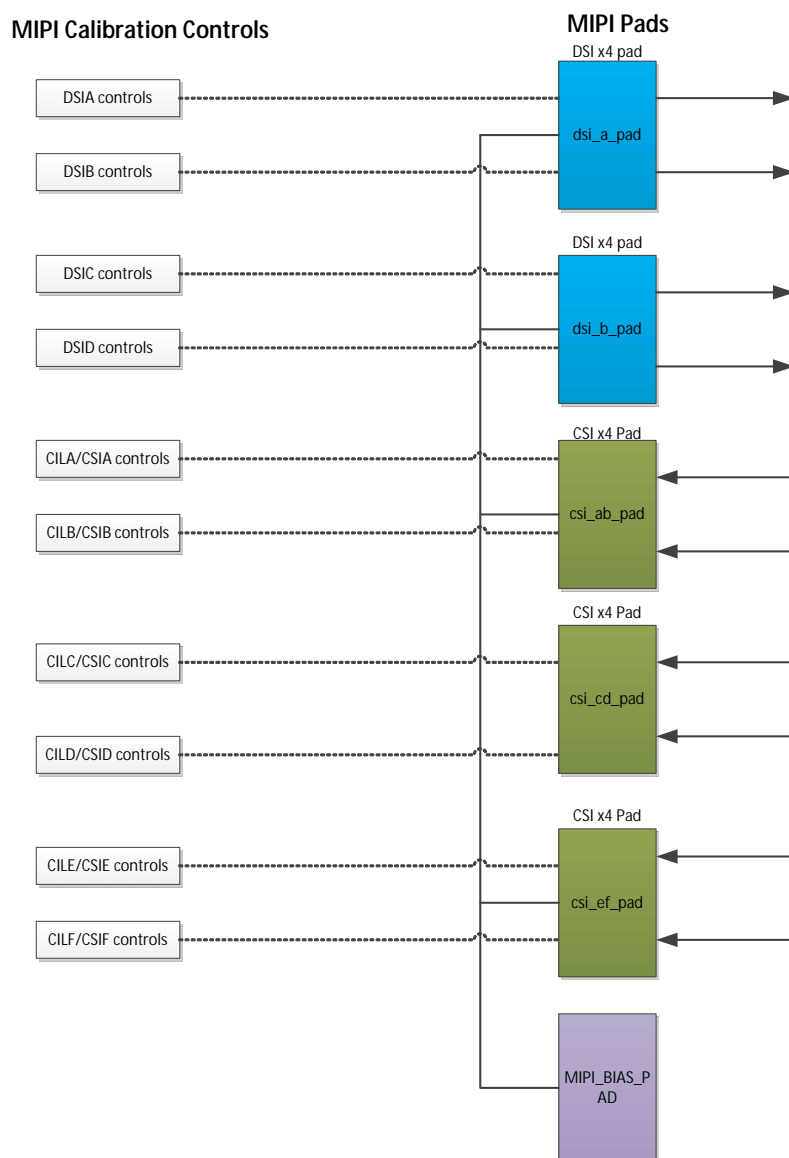 MIPI Calibration Controls
MIPI Pads
DSI x4 pad
DSIA controls
dsi_a_pad
DSIB controls
DSI x4 pad
DSIC controls
dsi_b_pad
DSID controls
CSI x4 Pad
CILA/CSIA controls
csi_ab_pad
CILB/CSIB controls
CSI x4 Pad
CILC/CSIC controls
csi_cd_pad
CILD/CSID controls
CSI x4 Pad
CILE/CSIE controls
csi_ef_pad
CILF/CSIF controls
MIPI_BIAS_P
AD